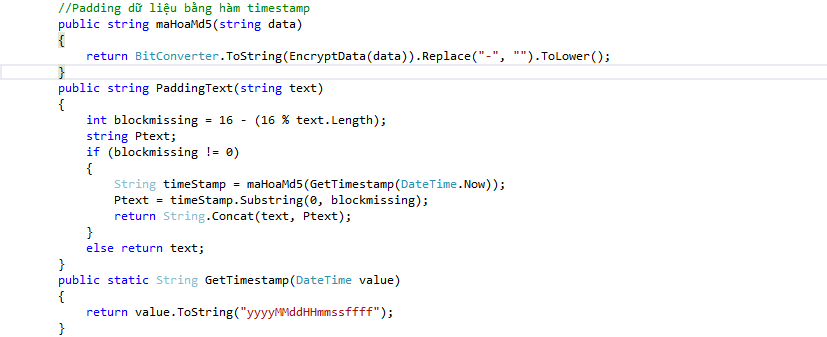 //Padding dữ liệu bằng hàm timestamp
public string maHoaMd5(string data)
{
    return BitConverter.ToString(EncryptData(data)).Replace("-", "").ToLower();
}
public string PaddingText(string text)
{
    int blockmissing = 16 - (16 % text.Length);
    string Ptext;
    if (blockmissing != 0)
    {
        String timeStamp = maHoaMd5(GetTimestamp(DateTime.Now));
        Ptext = timeStamp.Substring(0, blockmissing);
        return String.Concat(text, Ptext);
    }
    else return text;
}
public static String GetTimestamp(DateTime value)
{
    return value.ToString("yyyyMMddHHmmssffff");
}